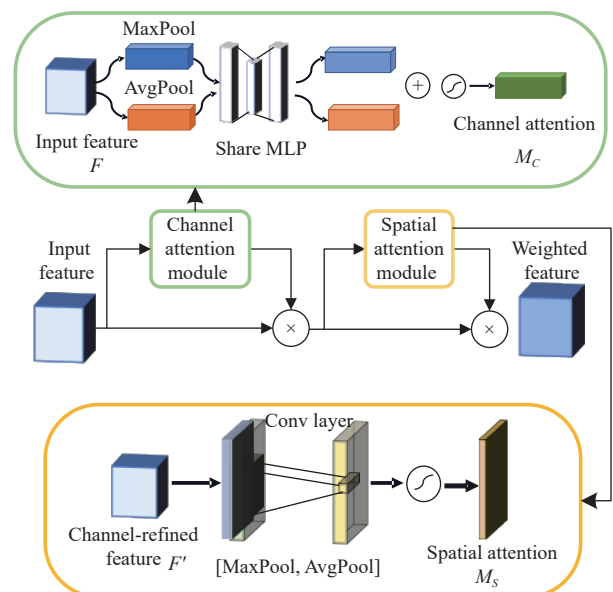 MaxPool
AvgPool
Input feature
F
Share MLP
+
Channel attention
M_C
Input
feature
Channel
attention
module
×
Spatial
attention
module
×
Weighted
feature
Conv layer
Channel-refined
feature F′
[MaxPool, AvgPool]
Spatial attention
M_S